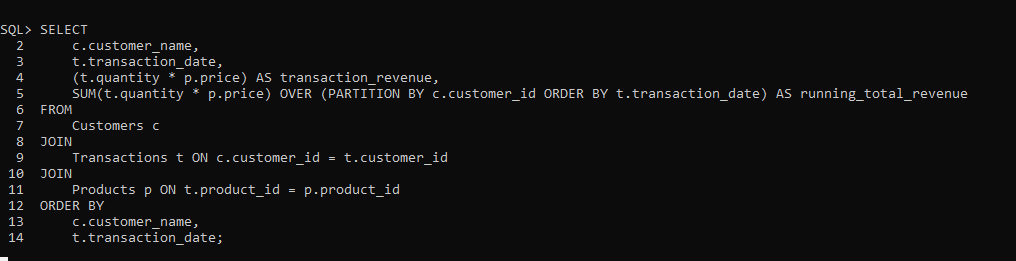 SQL> SELECT
  2      c.customer_name,
  3      t.transaction_date,
  4      (t.quantity * p.price) AS transaction_revenue,
  5      SUM(t.quantity * p.price) OVER (PARTITION BY c.customer_id ORDER BY t.transaction_date) AS running_total_revenue
  6  FROM
  7      Customers c
  8  JOIN
  9      Transactions t ON c.customer_id = t.customer_id
 10  JOIN
 11      Products p ON t.product_id = p.product_id
 12  ORDER BY
 13      c.customer_name,
 14      t.transaction_date;